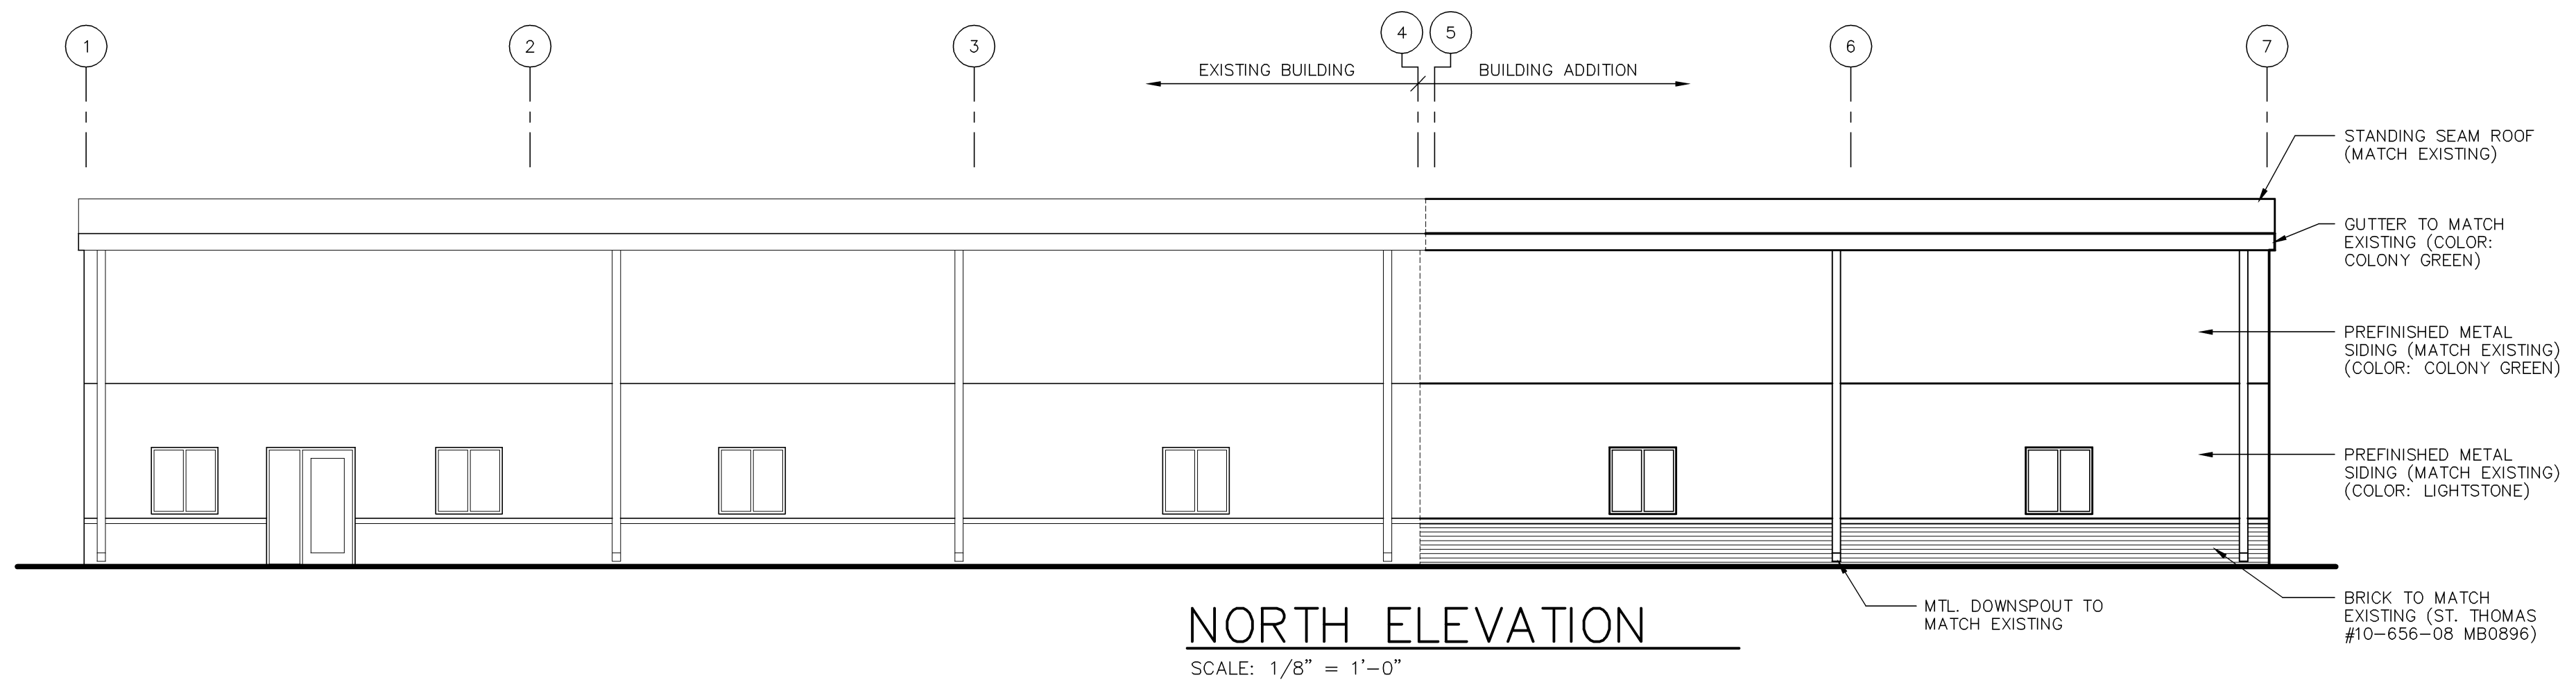 1
2
3
4
5
6
7
EXISTING BUILDING
BUILDING ADDITION
STANDING SEAM ROOF
(MATCH EXISTING)
GUTTER TO MATCH
EXISTING (COLOR:
COLONY GREEN)
PREFINISHED METAL
SIDING (MATCH EXISTING)
(COLOR: COLONY GREEN)
PREFINISHED METAL
SIDING (MATCH EXISTING)
(COLOR: LIGHTSTONE)
BRICK TO MATCH
EXISTING (ST. THOMAS
#10-656-08 MB0896)
MTL. DOWNSPOUT TO
MATCH EXISTING
NORTH ELEVATION
SCALE: 1/8" = 1'-0"